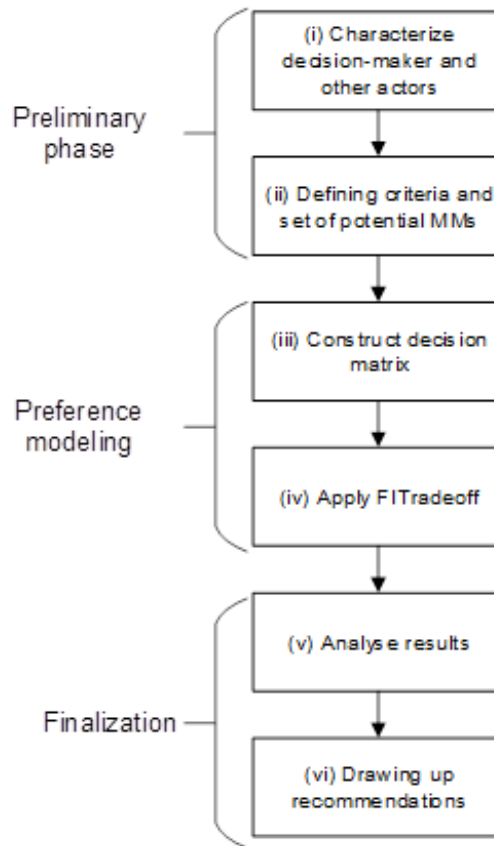 Preliminary
phase
(i) Characterize
decision-maker and
other actors
(ii) Defining criteria and
set of potential MMs
Preference
modeling
(iii) Construct decision
matrix
(iv) Apply FITradeoff
Finalization
(v) Analyse results
(vi) Drawing up
recommendations